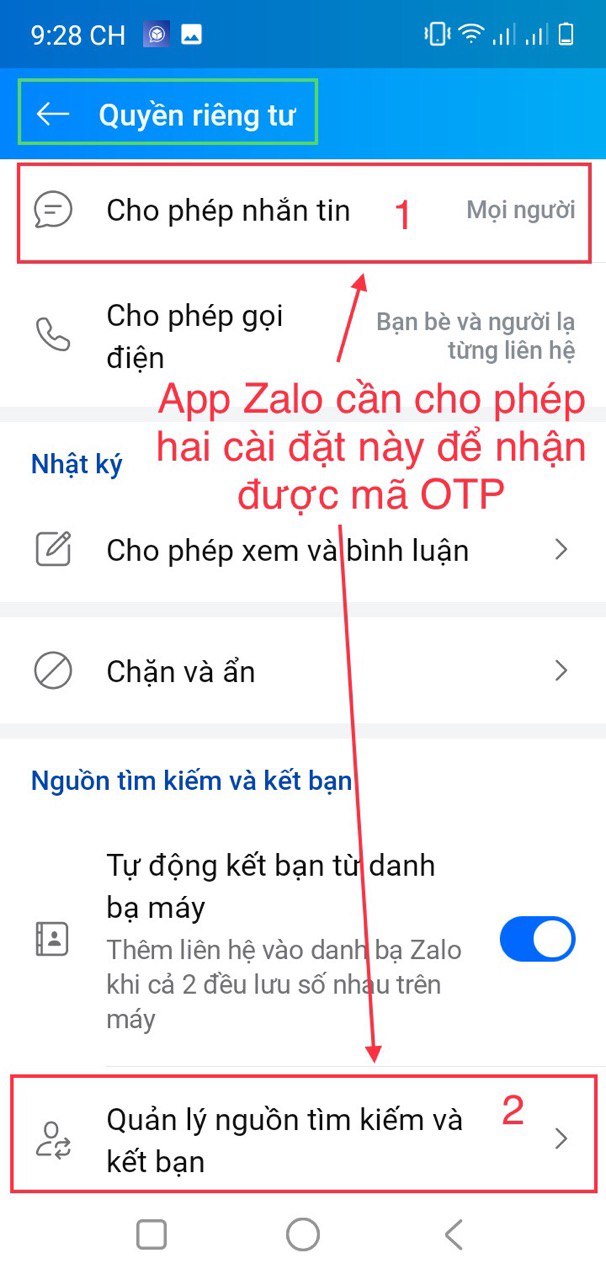 9:28 CH
Quyền riêng tư
Cho phép nhắn tin 1 Mọi người
Cho phép gọi
điện
Bạn bè và người lạ
từng liên hệ
App Zalo cần cho phép
hai cài đặt này để nhận
được mã OTP
Nhật ký
Cho phép xem và bình luận
Chặn và ẩn
Nguồn tìm kiếm và kết bạn
Tự động kết bạn từ danh
bạ máy
Thêm liên hệ vào danh bạ Zalo
khi cả 2 đều lưu số nhau trên
máy
Quản lý nguồn tìm kiếm và
kết bạn
2